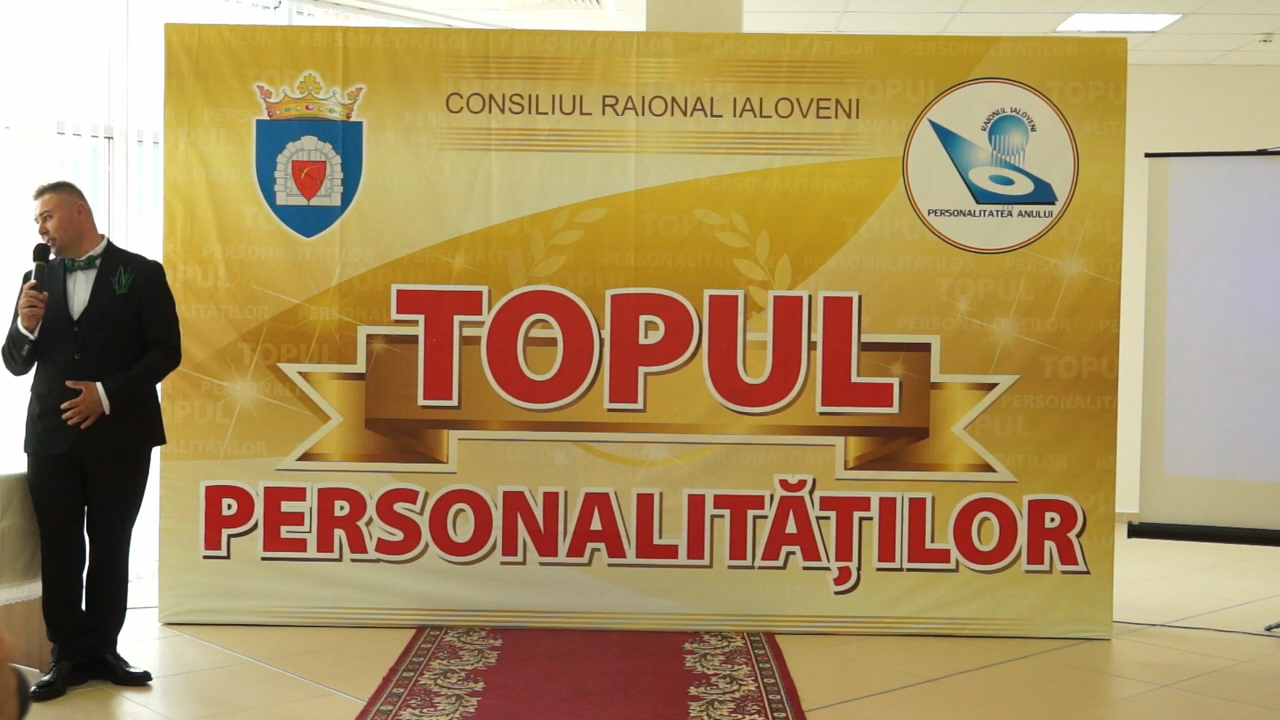 CONSILIUL RAIONAL IALOVENI
RAIONUL IALOVENI
PERSONALITATEA ANULUI
TOPUL
PERSONALITĂȚILOR